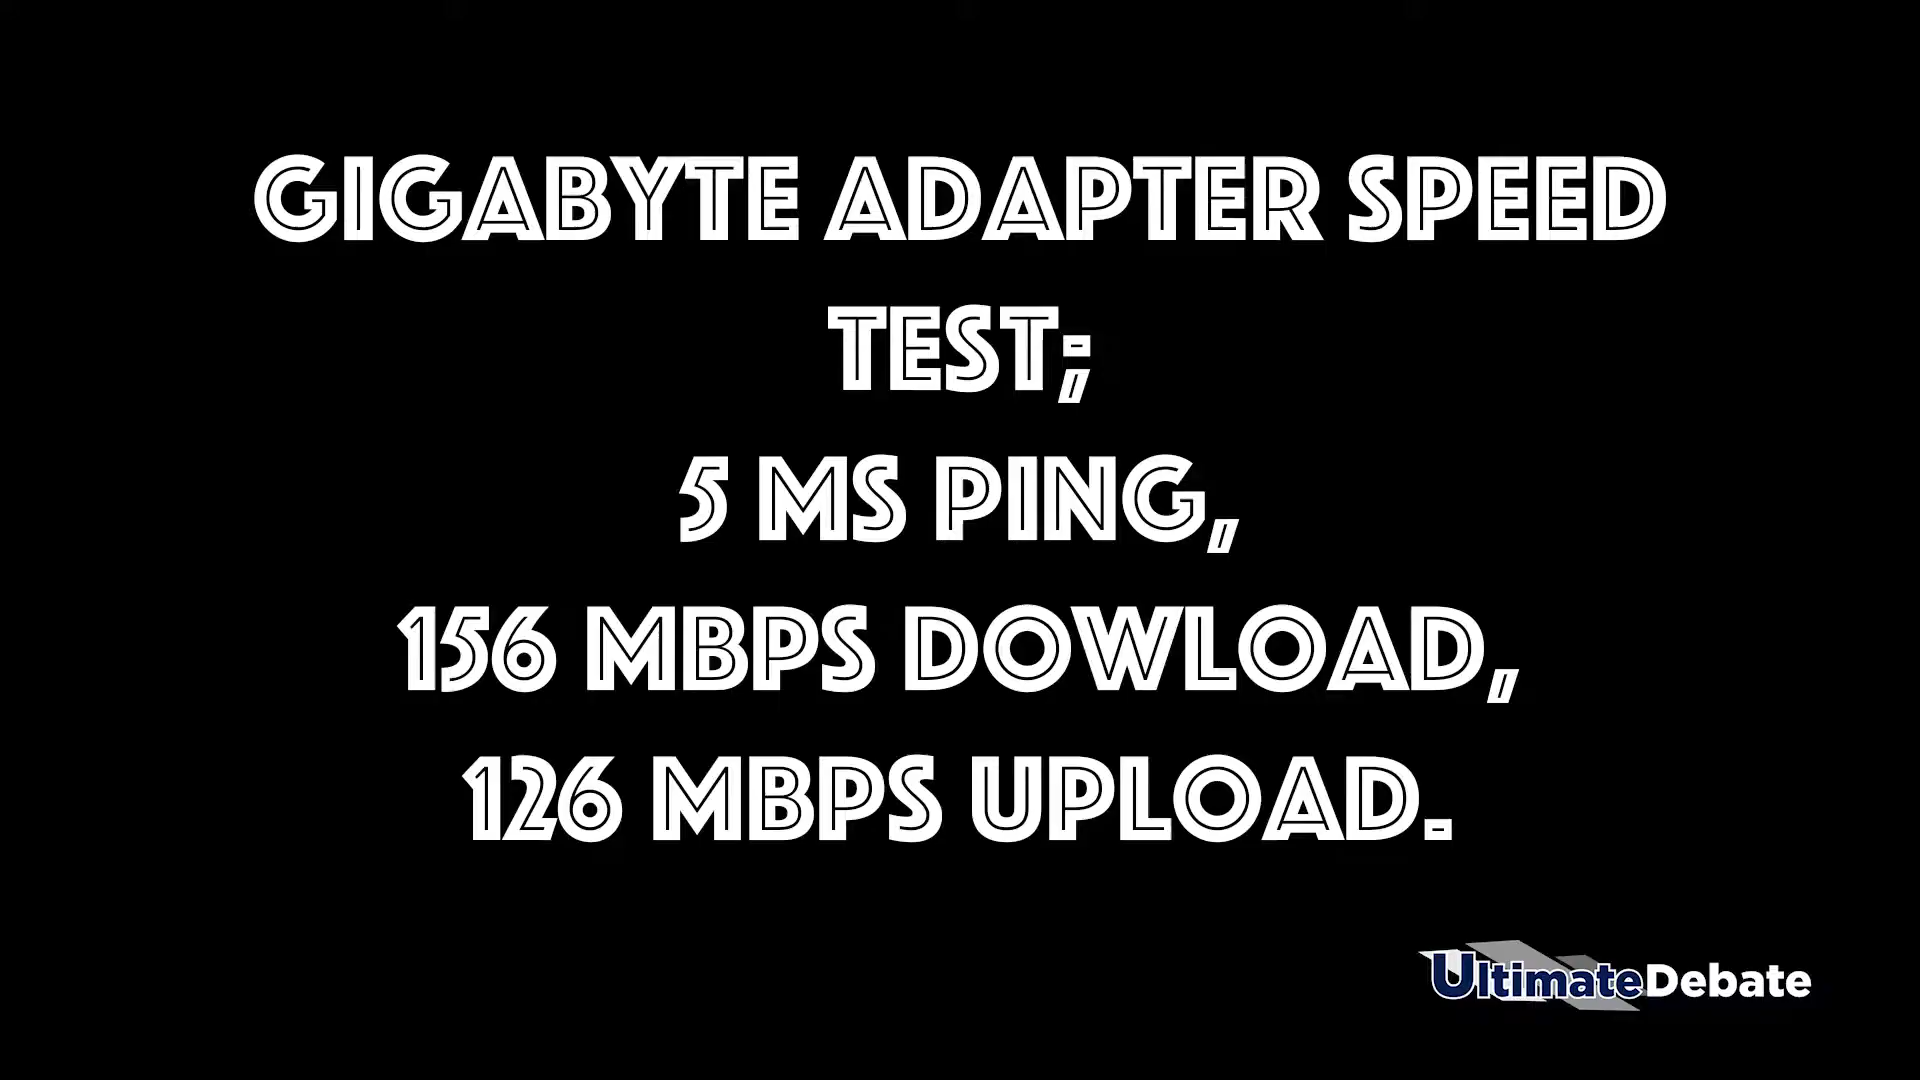 GIGABYTE ADAPTER SPEED
TEST;
5 MS PING,
156 MBPS DOWLOAD,
126 MBPS UPLOAD.
UltimateDebate